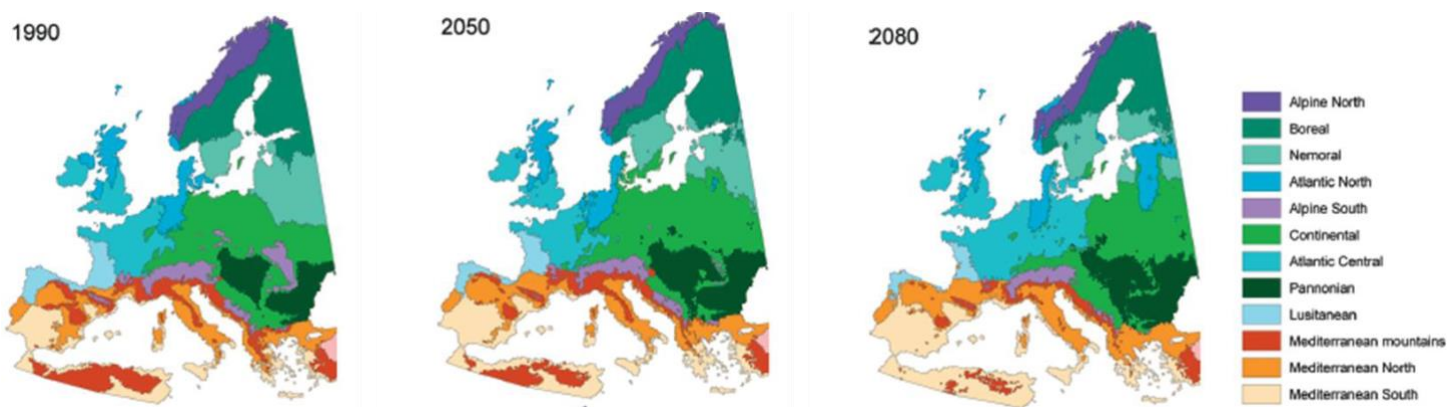 1990
2050
2080
Alpine North
Boreal
Nemoral
Atlantic North
Alpine South
Continental
Atlantic Central
Pannonian
Lusitanean
Mediterranean mountains
Mediterranean North
Mediterranean South